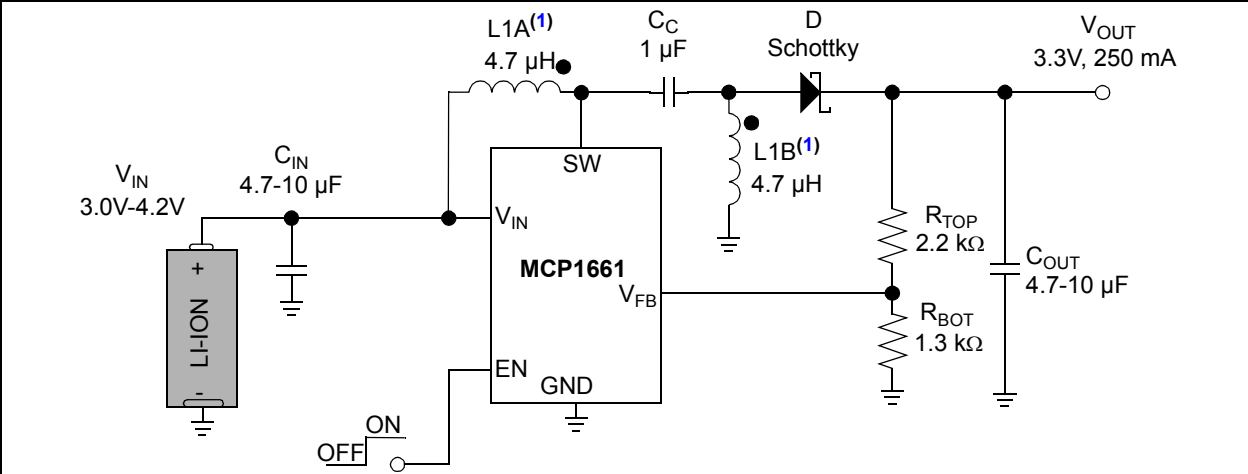 L1A(1)
4.7 µH
CC
1 µF
D
Schottky
VOUT
3.3V, 250 mA
L1B(1)
4.7 µH
SW
CIN
4.7-10 µF
VIN
3.0V-4.2V
VIN
MCP1661
VFB
RTOP
2.2 kΩ
COUT
4.7-10 µF
RBOT
1.3 kΩ
+
LI-ION
-
EN
GND
ON
OFF